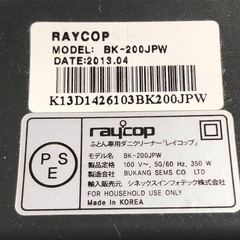 RAYCOP
MODEL: BK-200JPW
DATE:2013.04
K13D1426103BK200JPW
PSE
raycop
ふとん専用ダニクリーナー「レイコップ」
モデル名 BK-200JPW
製品定格 100 V~, 50/60 Hz, 350 W
製造元 BUKANG SEMS CO LTD
輸入販売元 シネックスインフォテック株式会社
FOR HOUSEHOLD USE ONLY
Made in KOREA